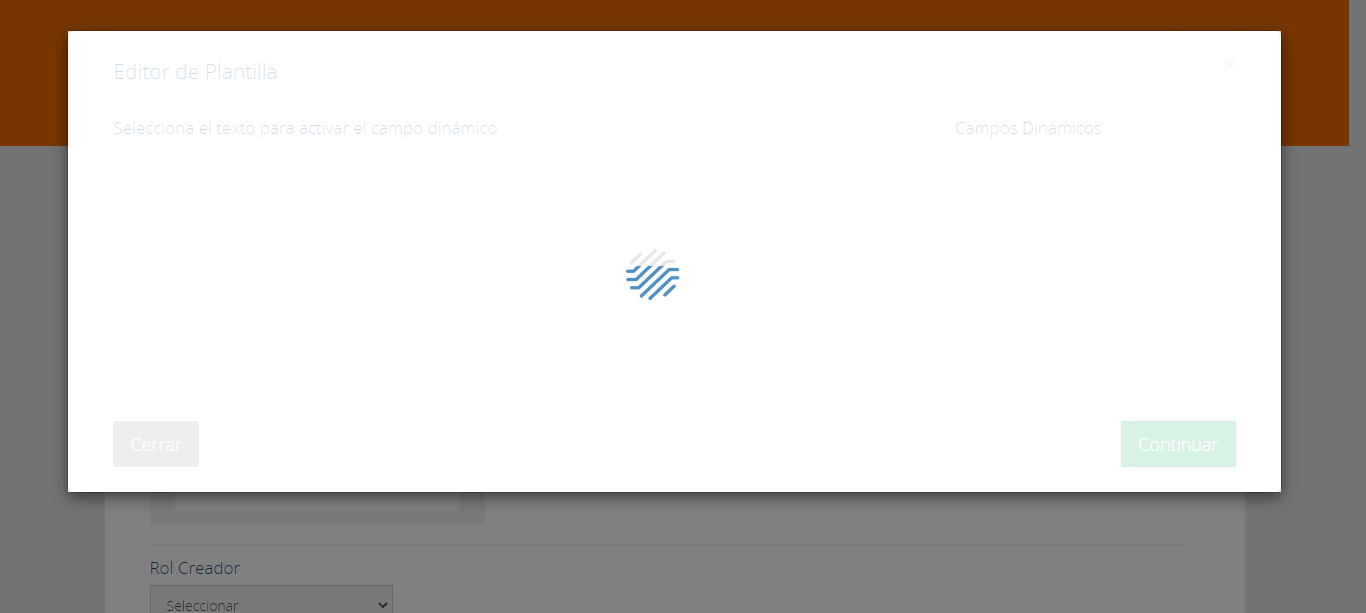 Editor de Plantilla
×
Selecciona el texto para activar el campo dinámico
Campos Dinámicos
Cerrar
Continuar
Rol Creador
Seleccionar